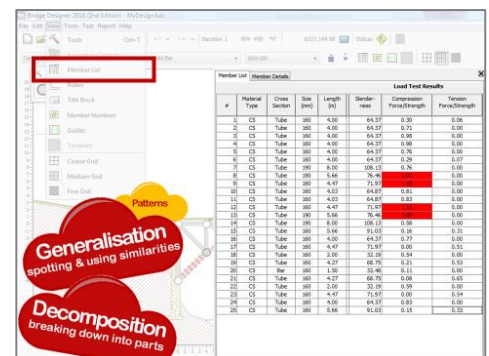 Bridge Designer 2016 (2nd Edition) - MyDesign.bdc
File Edit View Tools Test Report Help
Tools Ctrl+T Iteration 1 $237,144.98 Status:
Bar 160x160
Member List
Rulers
Title Block
Member Numbers
Guides
Template
Coarse Grid
Medium Grid
Fine Grid
Patterns
Generalisation
spotting & using similarities
Decomposition
breaking down into parts
Member List Member Details X
Load Test Results
# Material Type Cross Section Size (mm) Length (m) Slender-ness Compression Force/Strength Tension Force/Strength
1 CS Tube 160 4.00 64.37 0.30 0.06
2 CS Tube 160 4.00 64.37 0.71 0.00
3 CS Tube 160 4.00 64.37 0.98 0.00
4 CS Tube 160 4.00 64.37 0.98 0.00
5 CS Tube 160 4.00 64.37 0.76 0.00
6 CS Tube 160 4.00 64.37 0.29 0.07
7 CS Tube 190 8.00 108.13 0.76 0.00
8 CS Tube 190 5.66 76.46 0.00
9 CS Tube 160 4.47 71.97 0.00
10 CS Tube 160 4.03 64.87 0.81 0.00
11 CS Tube 160 4.03 64.87 0.83 0.00
12 CS Tube 160 4.47 71.97 0.00
13 CS Tube 190 5.66 76.46 0.00
14 CS Tube 190 8.00 108.13 0.58 0.00
15 CS Tube 160 5.66 91.03 0.16 0.31
16 CS Tube 160 4.00 64.37 0.77 0.00
17 CS Tube 160 4.47 71.97 0.00 0.51
18 CS Tube 160 2.00 32.19 0.54 0.00
19 CS Tube 160 4.27 68.75 0.21 0.53
20 CS Bar 160 1.50 32.48 0.11 0.00
21 CS Tube 160 4.27 68.75 0.08 0.65
22 CS Tube 160 2.00 32.19 0.59 0.00
23 CS Tube 160 4.47 71.97 0.00 0.54
24 CS Tube 160 4.00 64.37 0.83 0.00
25 CS Tube 160 5.66 91.03 0.15 0.33